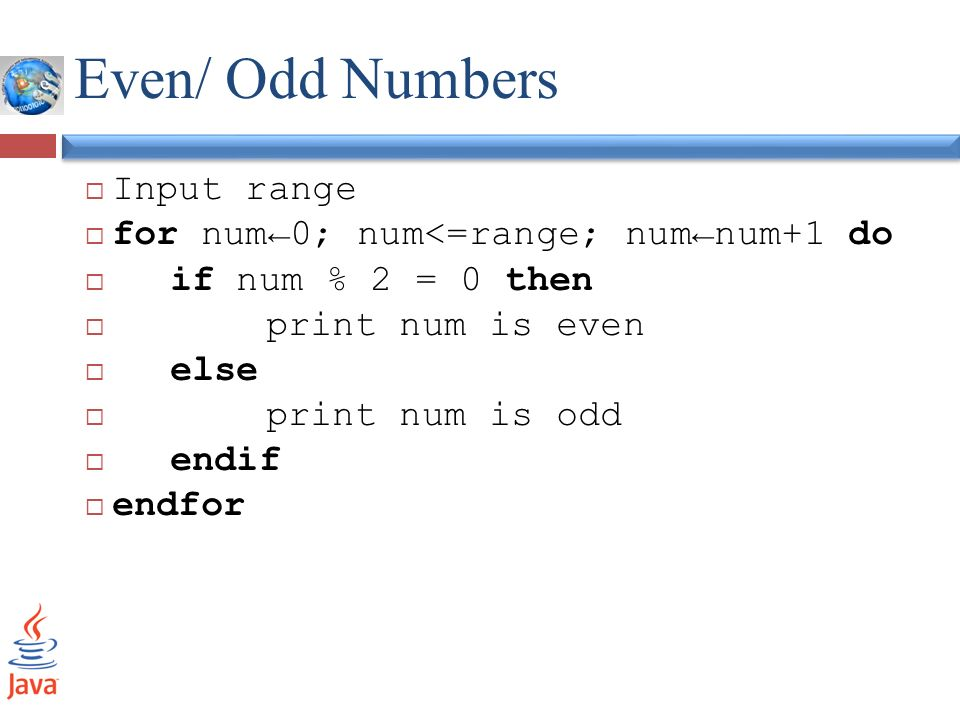 Even/ Odd Numbers
Input range
for num←0; num<=range; num←num+1 do
if num % 2 = 0 then
print num is even
else
print num is odd
endif
endfor
Java